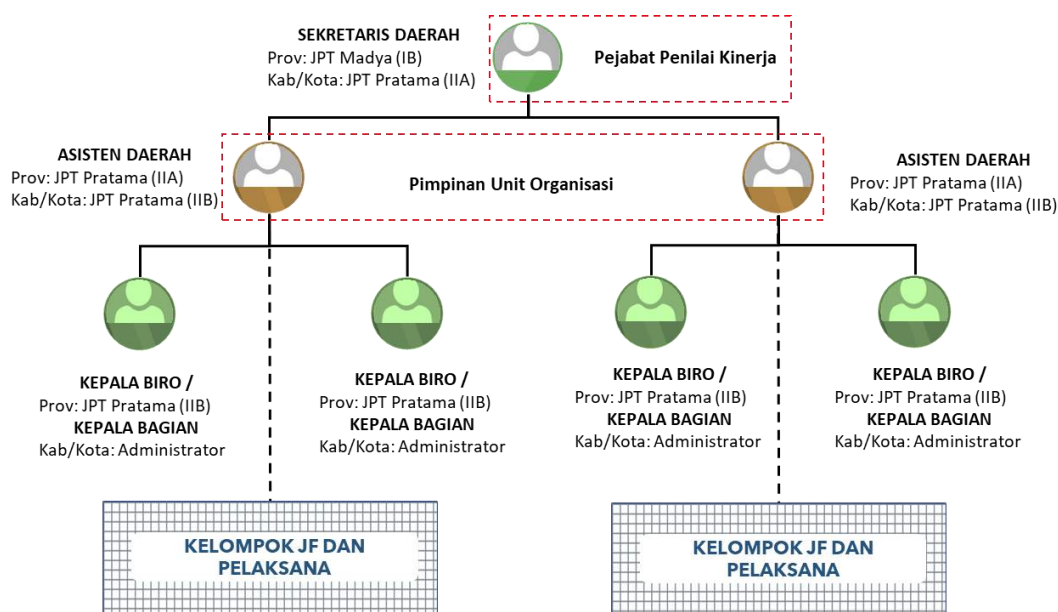 SEKRETARIS DAERAH
Prov: JPT Madya (IB)
Kab/Kota: JPT Pratama (IIA)
Pejabat Penilai Kinerja
ASISTEN DAERAH
Prov: JPT Pratama (IIA)
Kab/Kota: JPT Pratama (IIB)
Pimpinan Unit Organisasi
ASISTEN DAERAH
Prov: JPT Pratama (IIA)
Kab/Kota: JPT Pratama (IIB)
KEPALA BIRO /
Prov: JPT Pratama (IIB)
KEPALA BAGIAN
Kab/Kota: Administrator
KEPALA BIRO /
Prov: JPT Pratama (IIB)
KEPALA BAGIAN
Kab/Kota: Administrator
KEPALA BIRO /
Prov: JPT Pratama (IIB)
KEPALA BAGIAN
Kab/Kota: Administrator
KEPALA BIRO /
Prov: JPT Pratama (IIB)
KEPALA BAGIAN
Kab/Kota: Administrator
KELOMPOK JF DAN
PELAKSANA
KELOMPOK JF DAN
PELAKSANA